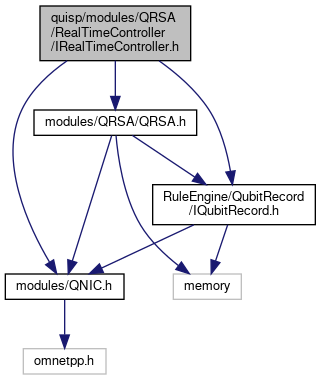 quisp/modules/QRSA
/RealTimeController
/IRealTimeController.h
modules/QRSA/QRSA.h
RuleEngine/QubitRecord
/IQubitRecord.h
modules/QNIC.h
memory
omnetpp.h